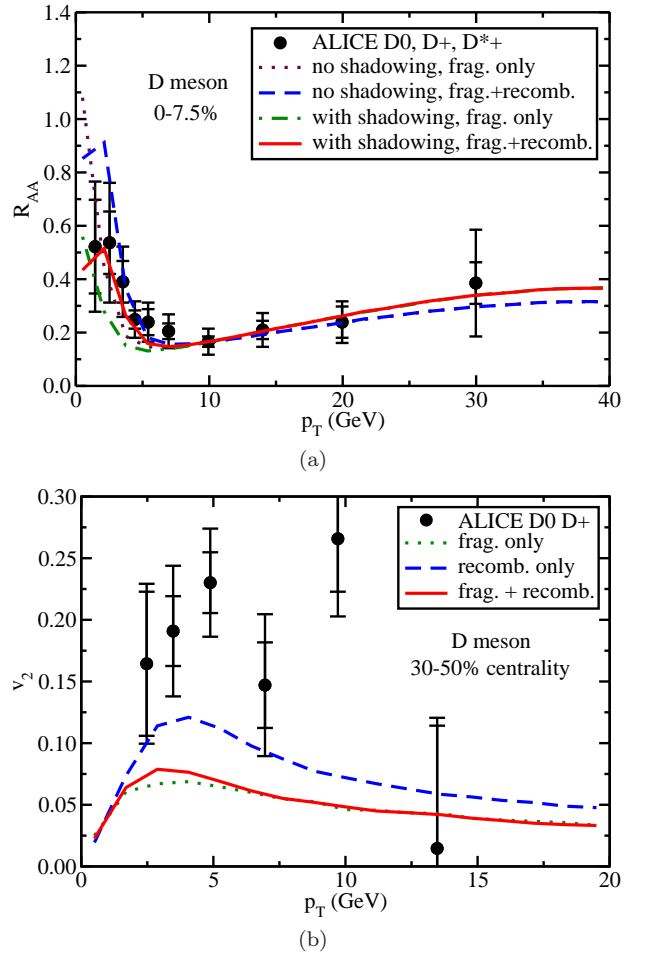 ALICE D0, D+, D*+
no shadowing, frag. only
no shadowing, frag.+recomb.
with shadowing, frag. only
with shadowing, frag.+recomb.
D meson
0-7.5%
1.4
1.2
1.0
0.8
0.6
0.4
0.2
0.0
R_AA
0 10 20 30 40
p_T (GeV)
(a)
ALICE D0 D+
frag. only
recomb. only
frag. + recomb.
D meson
30-50% centrality
0.30
0.25
0.20
0.15
0.10
0.05
0.00
v_2
0 5 10 15 20
p_T (GeV)
(b)